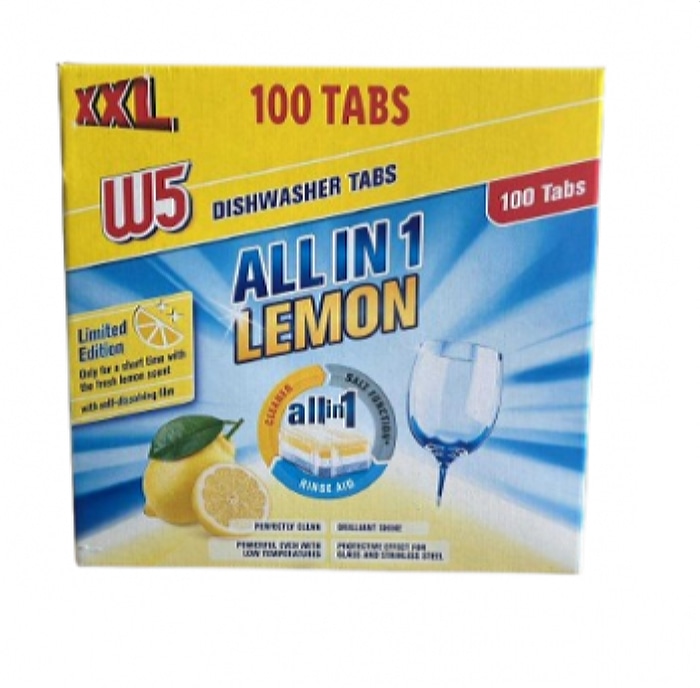 XXL
100 TABS
W5
DISHWASHER TABS
100 Tabs
ALL IN 1
LEMON
Limited
Edition
Only for a short time with
the fresh lemon scent
with self-dissolving film
CLEANER
SALT FUNCTION*
all in 1
RINSE AID
PERFECTLY CLEAN
BRILLIANT SHINE
POWERFUL EVEN WITH
LOW TEMPERATURES
PROTECTIVE EFFECT FOR
GLASS AND STAINLESS STEEL